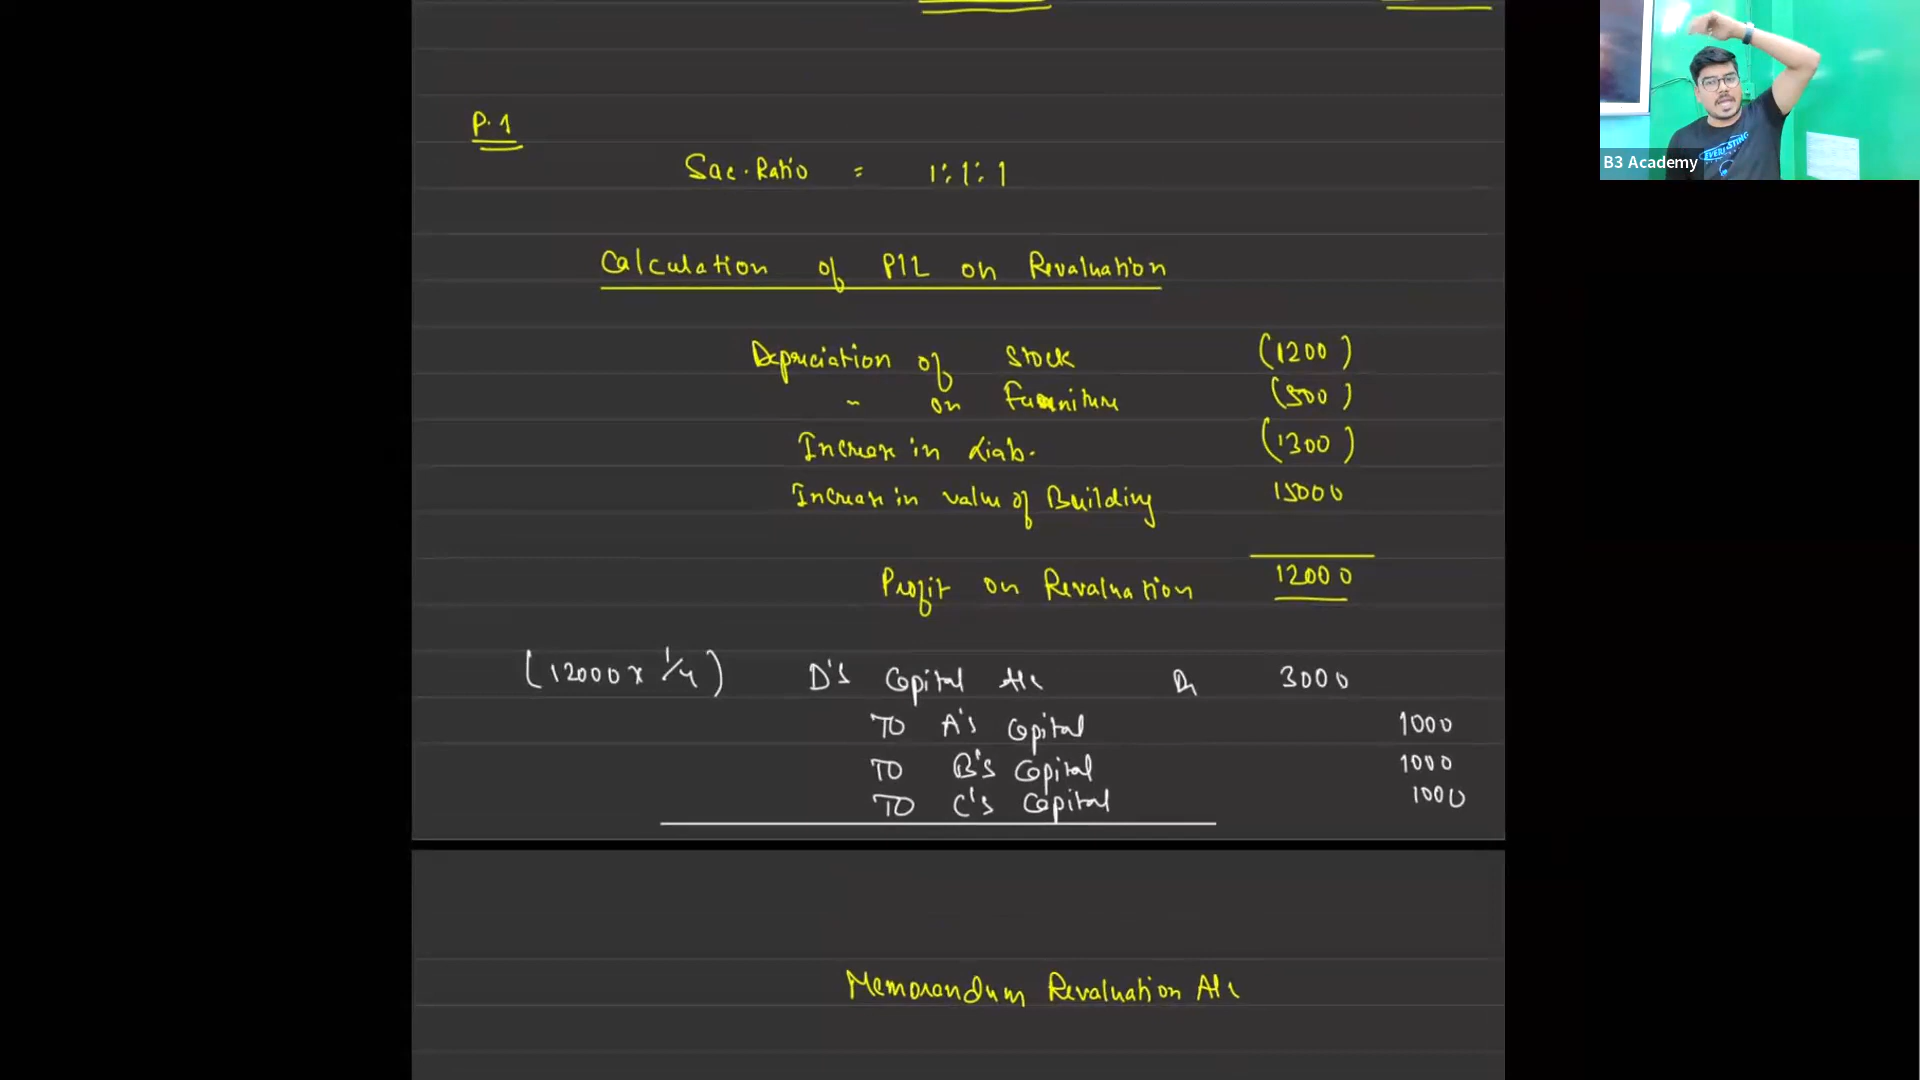 P.1
Sac. Ratio = 1:1:1
Calculation of P/L on Revaluation
Depreciation of Stock (1200)
" on Furniture (500)
Increase in Liab. (1300)
Increase in value of Building 15000
Profit on Revaluation 12000
(12000 x 1/4) D's Capital A/c Dr 3000
TO A's Capital 1000
TO B's Capital 1000
TO C's Capital 1000
Memorandum Revaluation A/c
B3 Academy